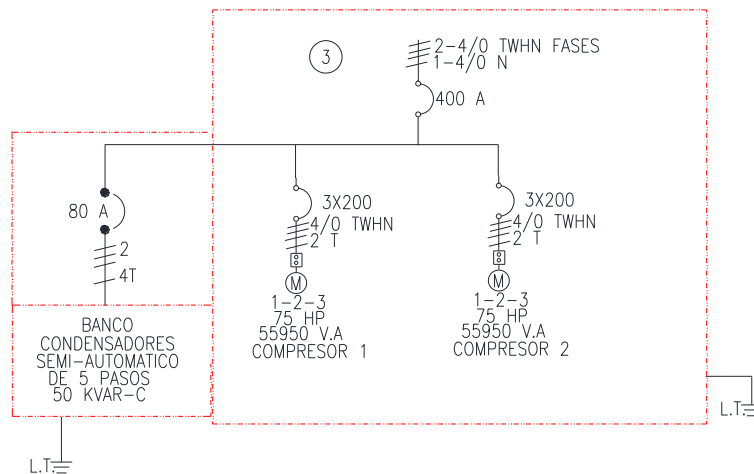 3
2-4/0 TWHN FASES
1-4/0 N
400 A
80 A
2
4T
BANCO
CONDENSADORES
SEMI-AUTOMATICO
DE 5 PASOS
50 KVAR-C
L.T.
3X200
4/0 TWHN
2 T
M
1-2-3
75 HP
55950 V.A
COMPRESOR 1
3X200
4/0 TWHN
2 T
M
1-2-3
75 HP
55950 V.A
COMPRESOR 2
L.T.